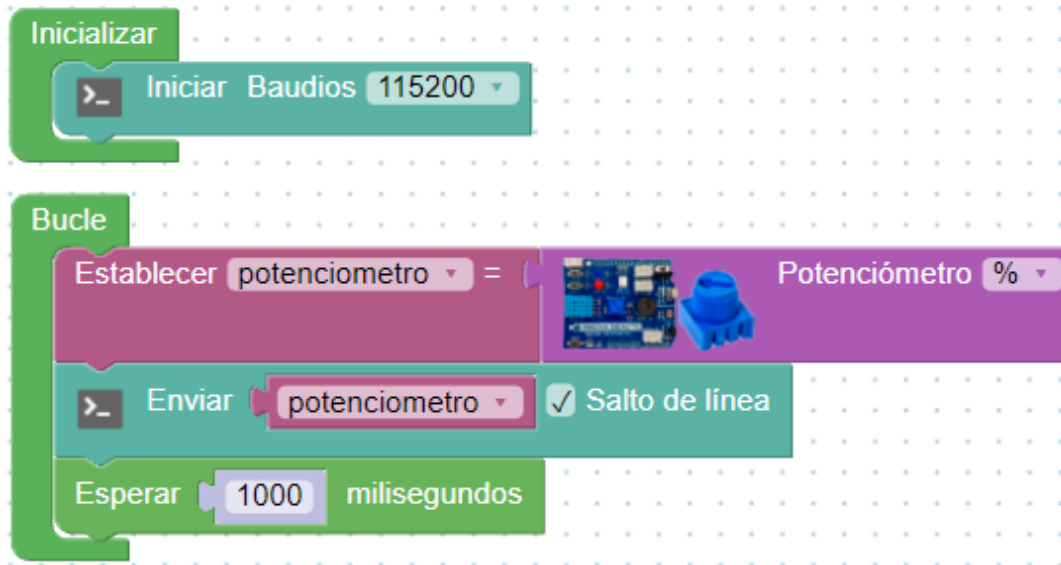 Inicializar
>_ Iniciar Baudios 115200
Bucle
Establecer potenciometro = Potenciómetro %
>_ Enviar potenciometro ✓ Salto de línea
Esperar 1000 milisegundos